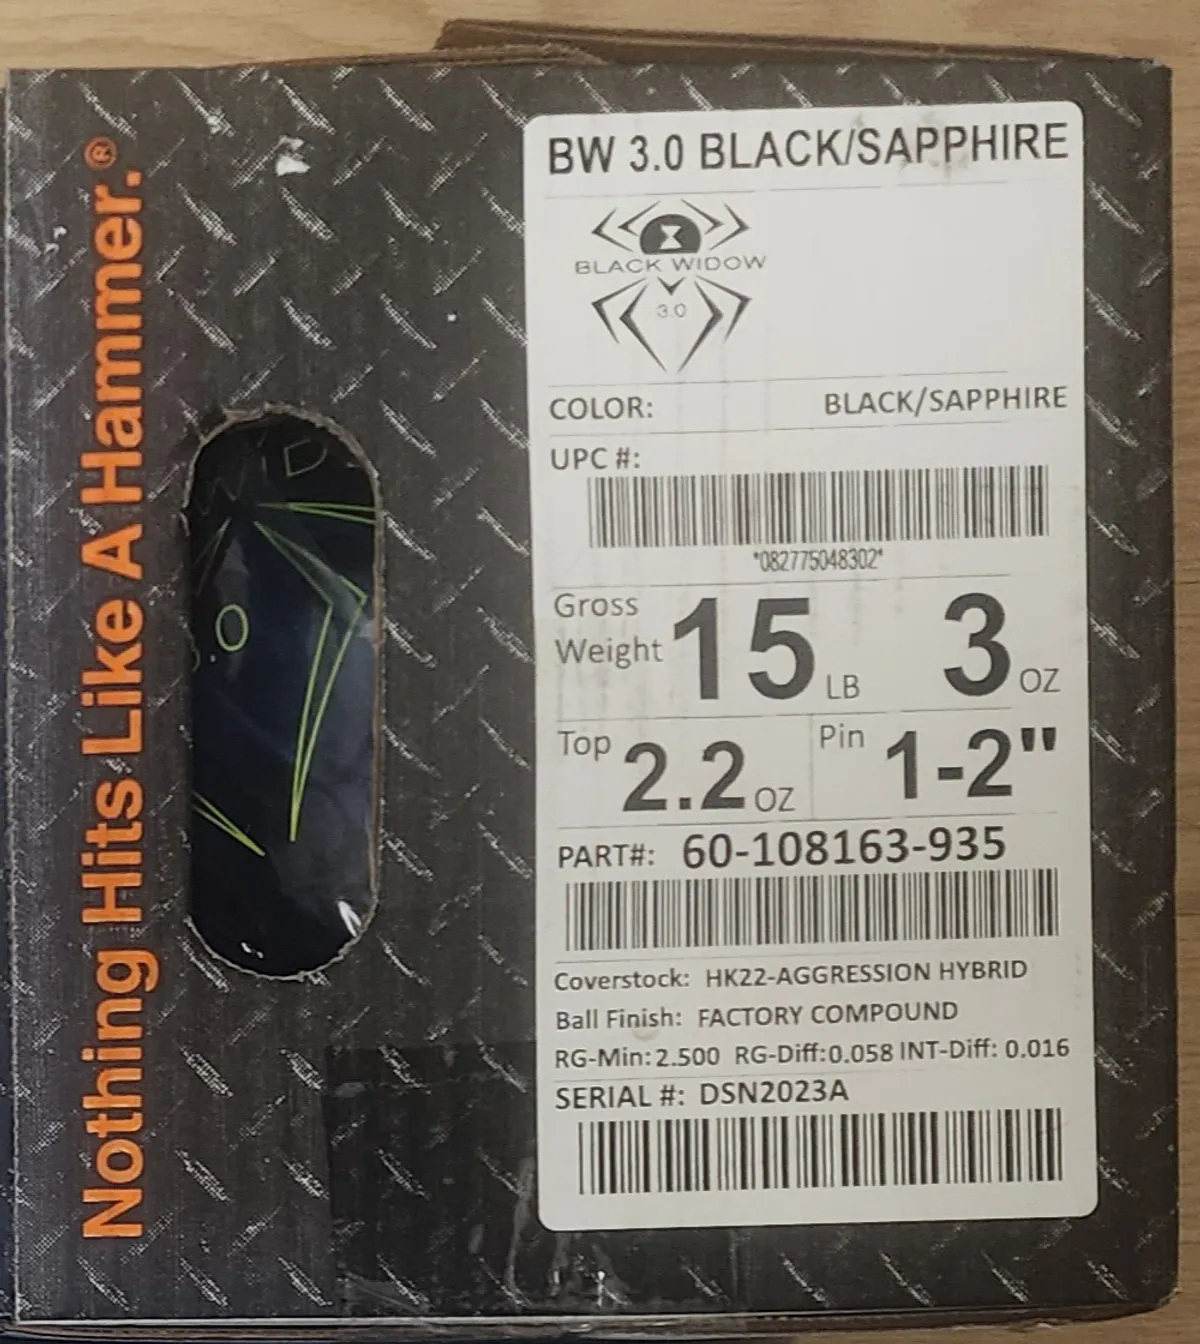 Nothing Hits Like A Hammer.®
WID
.0
BW 3.0 BLACK/SAPPHIRE
BLACK WIDOW
3.0
COLOR: BLACK/SAPPHIRE
UPC #:
*082775048302*
Gross Weight 15 LB 3 OZ
Top 2.2 OZ Pin 1-2"
PART#: 60-108163-935
Coverstock: HK22-AGGRESSION HYBRID
Ball Finish: FACTORY COMPOUND
RG-Min: 2.500 RG-Diff:0.058 INT-Diff: 0.016
SERIAL #: DSN2023A